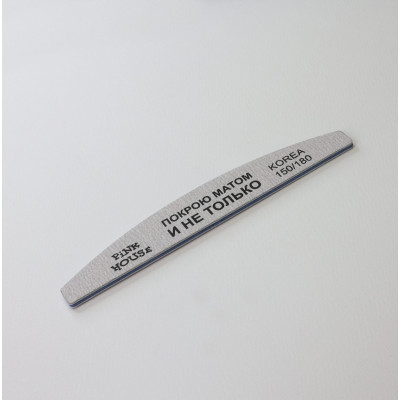 PiNK
HOUSE
ПОКРОЮ МАТОМ
И НЕ ТОЛЬКО
KOREA
150/180